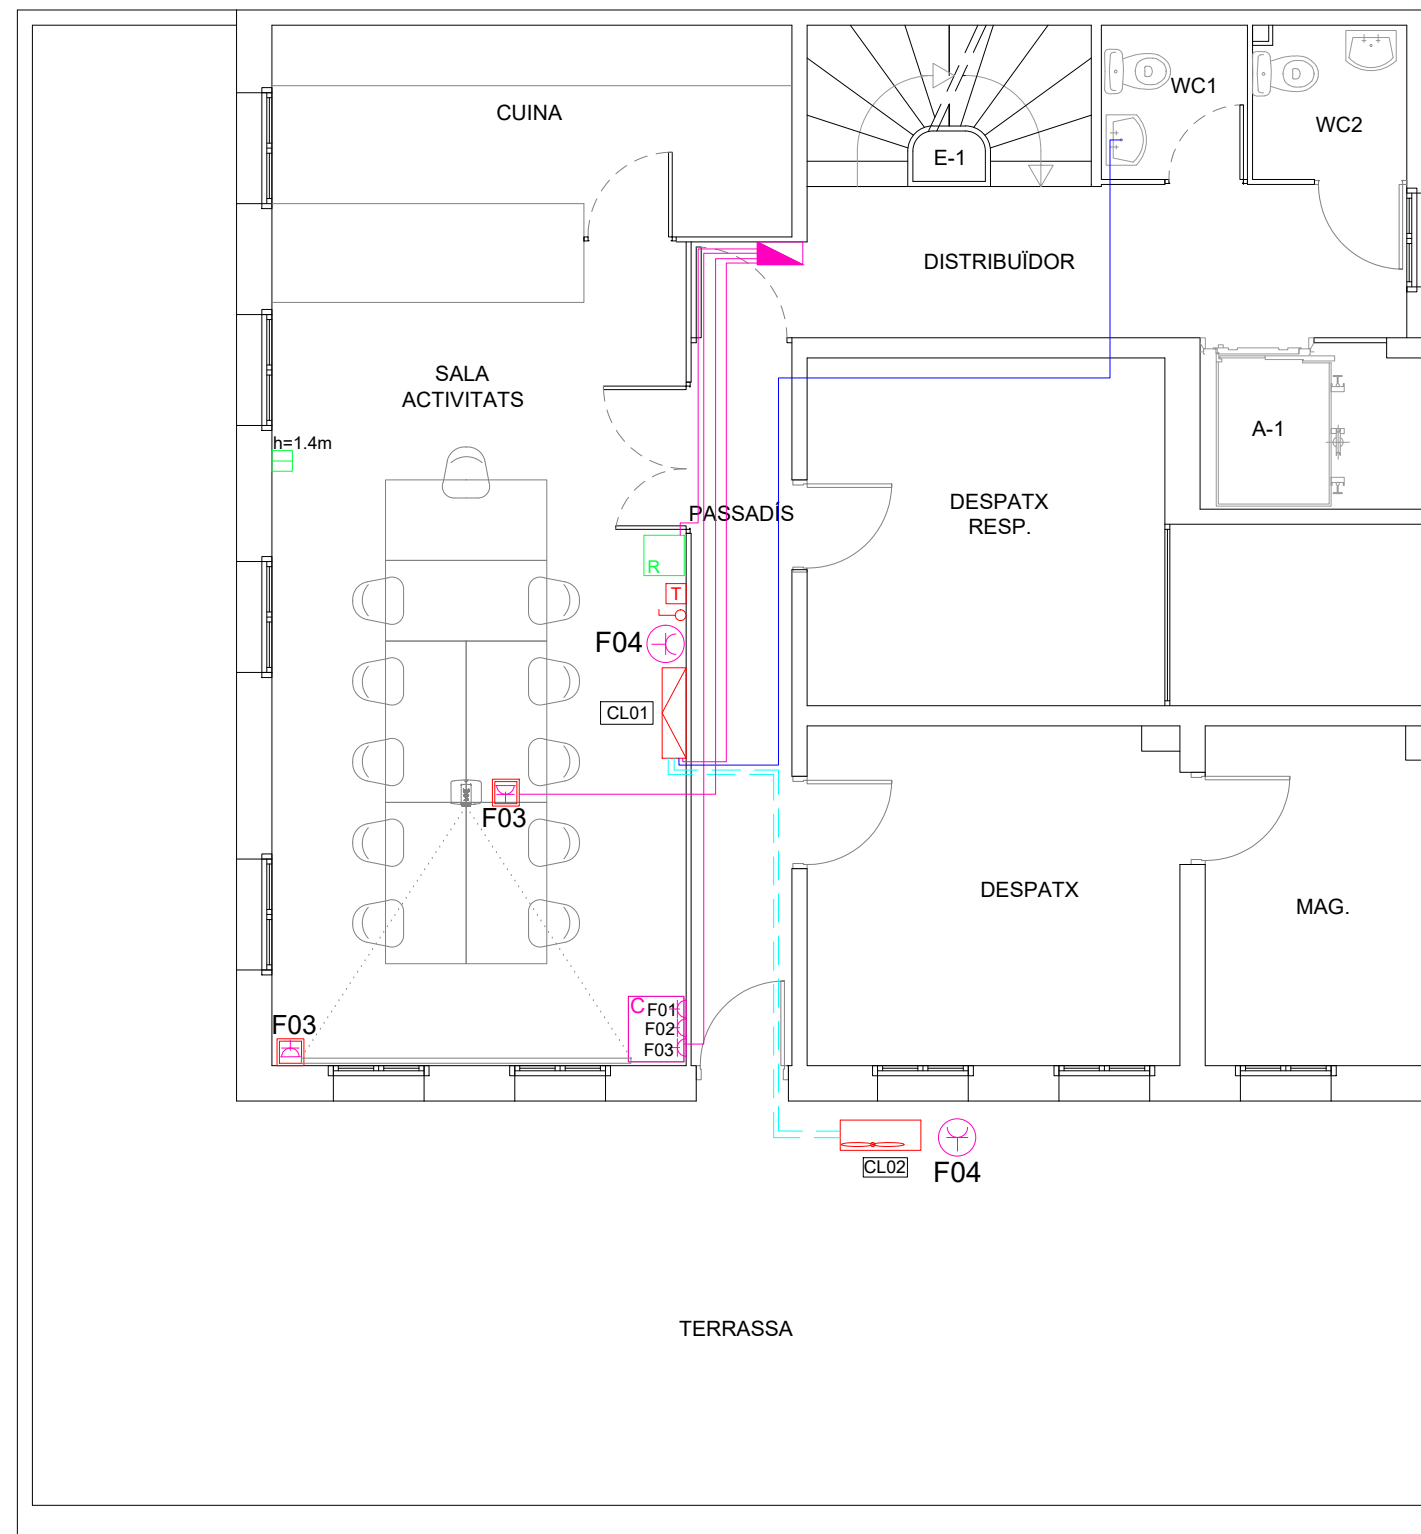 CUINA
WC1
WC2
E-1
DISTRIBUÏDOR
SALA
ACTIVITATS
h=1.4m
A-1
DESPATX
RESP.
PASSADÍS
R
T
F04
CL01
F03
DESPATX
MAG.
C
F01
F02
F03
F03
CL02
F04
TERRASSA